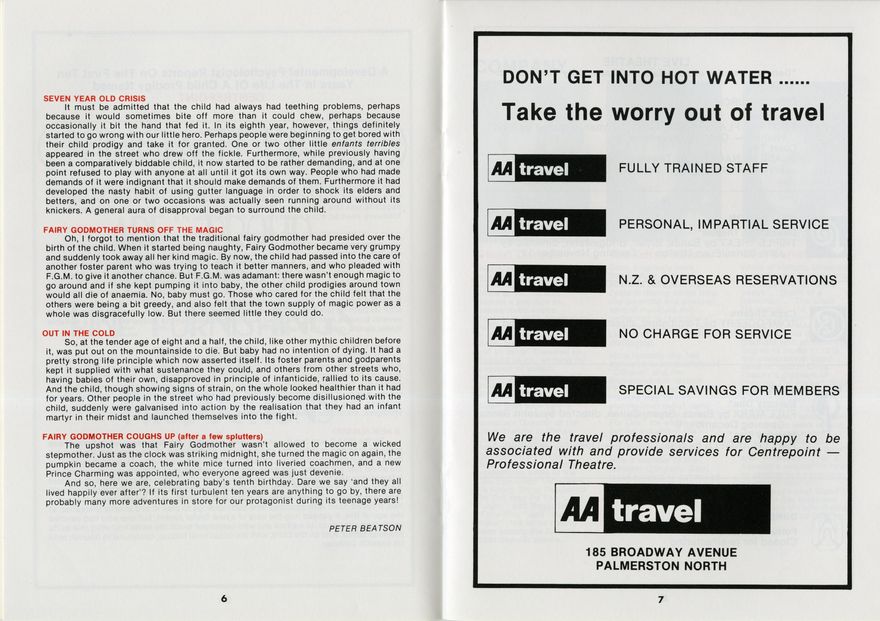 SEVEN YEAR OLD CRISIS
It must be admitted that the child had always had teething problems, perhaps
because it would sometimes bite off more than it could chew, perhaps because
occasionally it bit the hand that fed it. In its eighth year, however, things definitely
started to go wrong with our little hero. Perhaps people were beginning to get bored with
their child prodigy and take it for granted. One or two other little enfants terribles
appeared in the street who drew off the fickle. Furthermore, while previously having
been a comparatively biddable child, it now started to be rather demanding, and at one
point refused to play with anyone at all until it got its own way. People who had made
demands of it were indignant that it should make demands of them. Furthermore it had
developed the nasty habit of using gutter language in order to shock its elders and
betters, and on one or two occasions was actually seen running around without its
knickers. A general aura of disapproval began to surround the child.
FAIRY GODMOTHER TURNS OFF THE MAGIC
Oh, I forgot to mention that the traditional fairy godmother had presided over the
birth of the child. When it started being naughty, Fairy Godmother became very grumpy
and suddenly took away all her kind magic. By now, the child had passed into the care of
another foster parent who was trying to teach it better manners, and who pleaded with
F.G.M. to give it another chance. But F.G.M. was adamant: there wasn't enough magic to
go around and if she kept pumping it into baby, the other child prodigies around town
would all die of anaemia. No, baby must go. Those who cared for the child felt that the
others were being a bit greedy, and also felt that the town supply of magic power as a
whole was disgracefully low. But there seemed little they could do.
OUT IN THE COLD
So, at the tender age of eight and a half, the child, like other mythic children before
it, was put out on the mountainside to die. But baby had no intention of dying. It had a
pretty strong life principle which now asserted itself. Its foster parents and godparents
kept it supplied with what sustenance they could, and others from other streets who,
having babies of their own, disapproved in principle of infanticide, rallied to its cause.
And the child, though showing signs of strain, on the whole looked healthier than it had
for years. Other people in the street who had previously become disillusioned with the
child, suddenly were galvanised into action by the realisation that they had an infant
martyr in their midst and launched themselves into the fight.
FAIRY GODMOTHER COUGHS UP (after a few splutters)
The upshot was that Fairy Godmother wasn't allowed to become a wicked
stepmother. Just as the clock was striking midnight, she turned the magic on again, the
pumpkin became a coach, the white mice turned into liveried coachmen, and a new
Prince Charming was appointed, who everyone agreed was just devenie.
And so, here we are, celebrating baby's tenth birthday. Dare we say 'and they all
lived happily ever after'? If its first turbulent ten years are anything to go by, there are
probably many more adventures in store for our protagonist during its teenage years!
PETER BEATSON
6
DON'T GET INTO HOT WATER ......
Take the worry out of travel
AA travel FULLY TRAINED STAFF
AA travel PERSONAL, IMPARTIAL SERVICE
AA travel N.Z. & OVERSEAS RESERVATIONS
AA travel NO CHARGE FOR SERVICE
AA travel SPECIAL SAVINGS FOR MEMBERS
We are the travel professionals and are happy to be
associated with and provide services for Centrepoint —
Professional Theatre.
AA travel
185 BROADWAY AVENUE
PALMERSTON NORTH
7